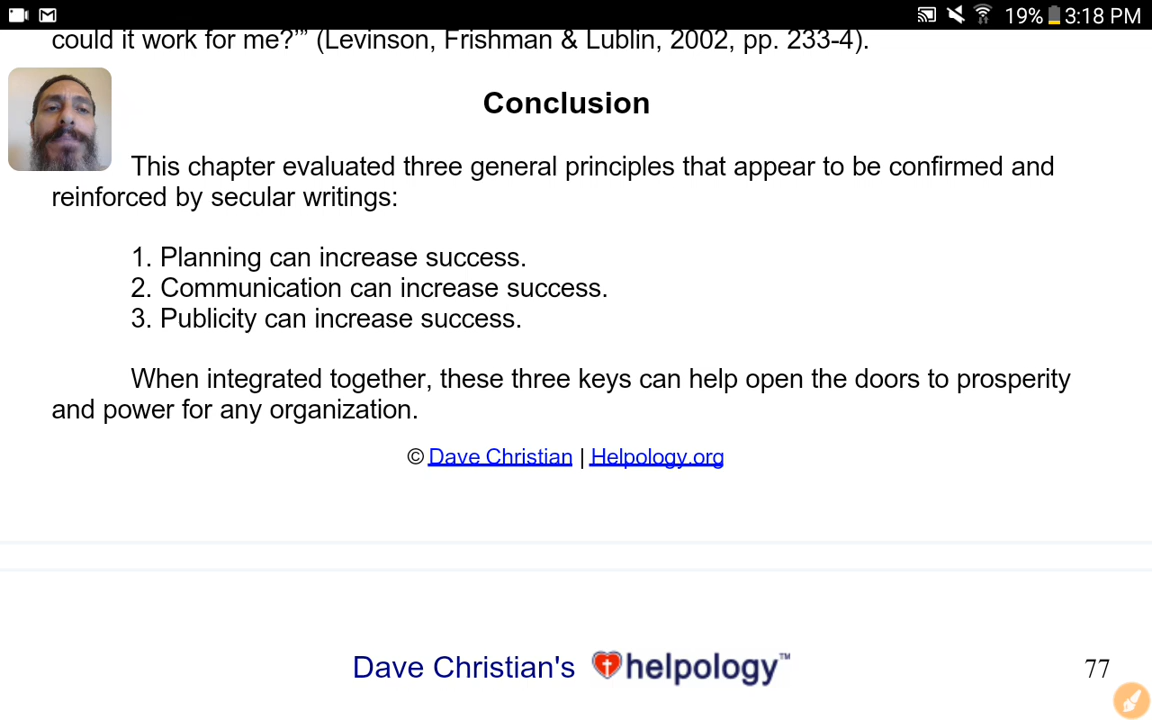 19% 3:18 PM
could it work for me?’” (Levinson, Frishman & Lublin, 2002, pp. 233-4).
Conclusion
This chapter evaluated three general principles that appear to be confirmed and
reinforced by secular writings:
1. Planning can increase success.
2. Communication can increase success.
3. Publicity can increase success.
When integrated together, these three keys can help open the doors to prosperity
and power for any organization.
© Dave Christian | Helpology.org
Dave Christian's helpology™ 77